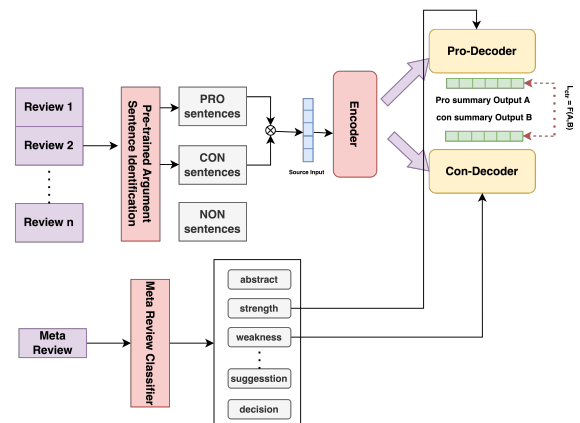 Review 1
Review 2
Review n
Pre-trained Argument
Sentence Identification
PRO
sentences
CON
sentences
NON
sentences
Source Input
Encoder
Pro-Decoder
Pro summary Output A
con summary Output B
Con-Decoder
L_ctr = F(A,B)
Meta
Review
Meta Review Classifier
abstract
strength
weakness
suggesstion
decision